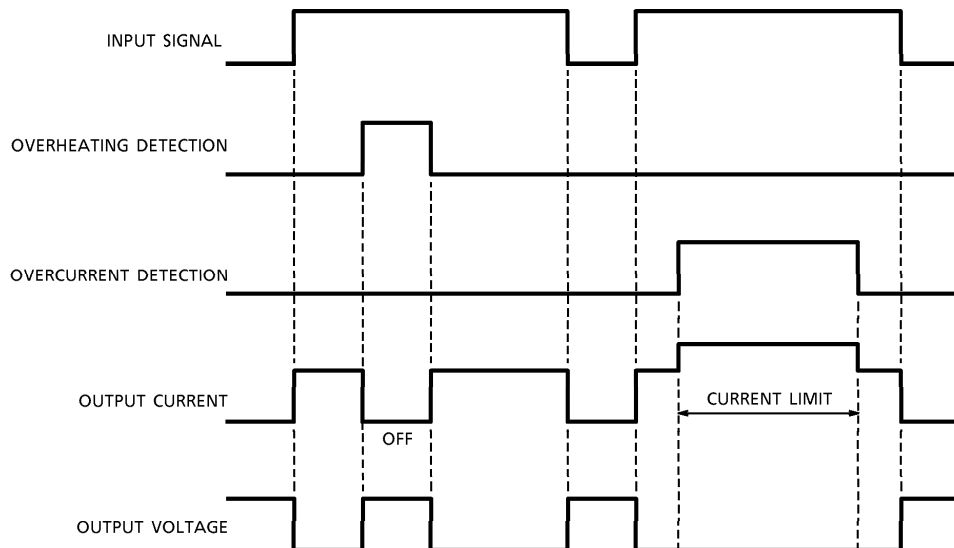 INPUT SIGNAL
OVERHEATING DETECTION
OVERCURRENT DETECTION
OUTPUT CURRENT
CURRENT LIMIT
OFF
OUTPUT VOLTAGE